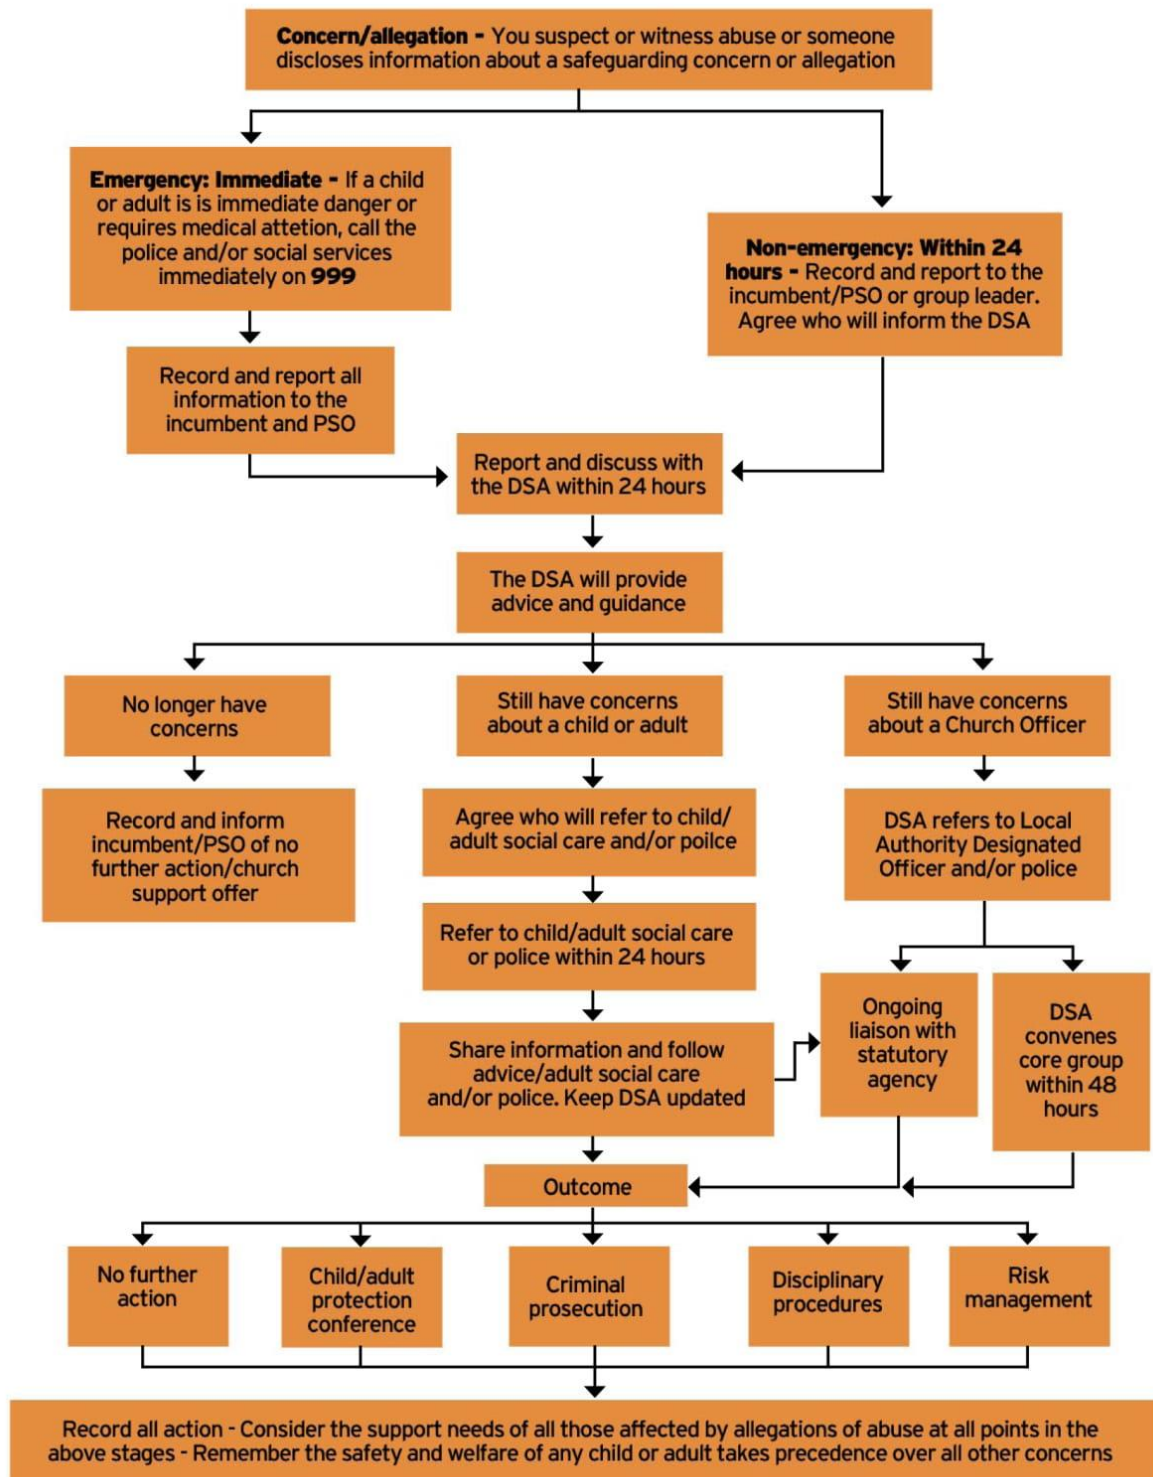 Concern/allegation - You suspect or witness abuse or someone
discloses information about a safeguarding concern or allegation
Emergency: Immediate - If a child
or adult is is immediate danger or
requires medical attetion, call the
police and/or social services
immediately on 999
Non-emergency: Within 24
hours - Record and report to the
incumbent/PSO or group leader.
Agree who will inform the DSA
Record and report all
information to the
incumbent and PSO
Report and discuss with
the DSA within 24 hours
The DSA will provide
advice and guidance
No longer have
concerns
Still have concerns
about a child or adult
Still have concerns
about a Church Officer
Record and inform
incumbent/PSO of no
further action/church
support offer
Agree who will refer to child/
adult social care and/or poilce
DSA refers to Local
Authority Designated
Officer and/or police
Refer to child/adult social care
or police within 24 hours
Ongoing
liaison with
statutory
agency
DSA
convenes
core group
within 48
hours
Share information and follow
advice/adult social care
and/or police. Keep DSA updated
Outcome
No further
action
Child/adult
protection
conference
Criminal
prosecution
Disciplinary
procedures
Risk
management
Record all action - Consider the support needs of all those affected by allegations of abuse at all points in the
above stages - Remember the safety and welfare of any child or adult takes precedence over all other concerns